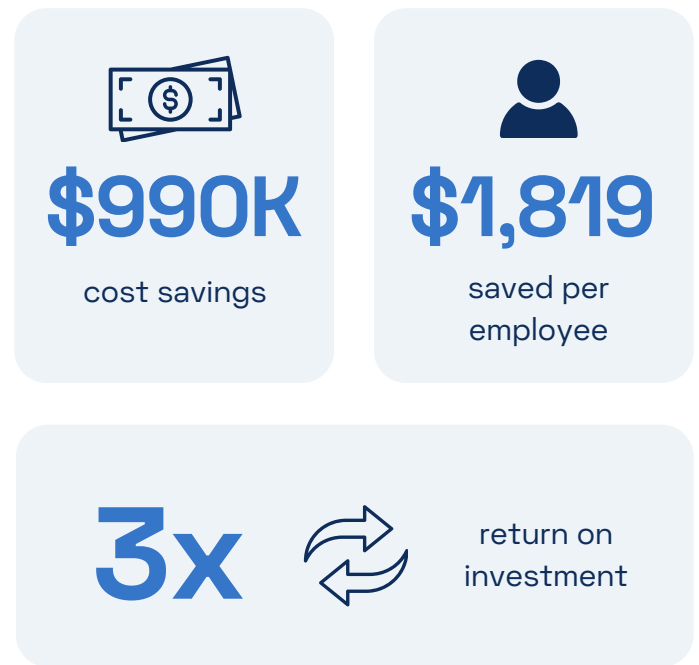 $
$990K
cost savings
$1,819
saved per
employee
3x
return on
investment